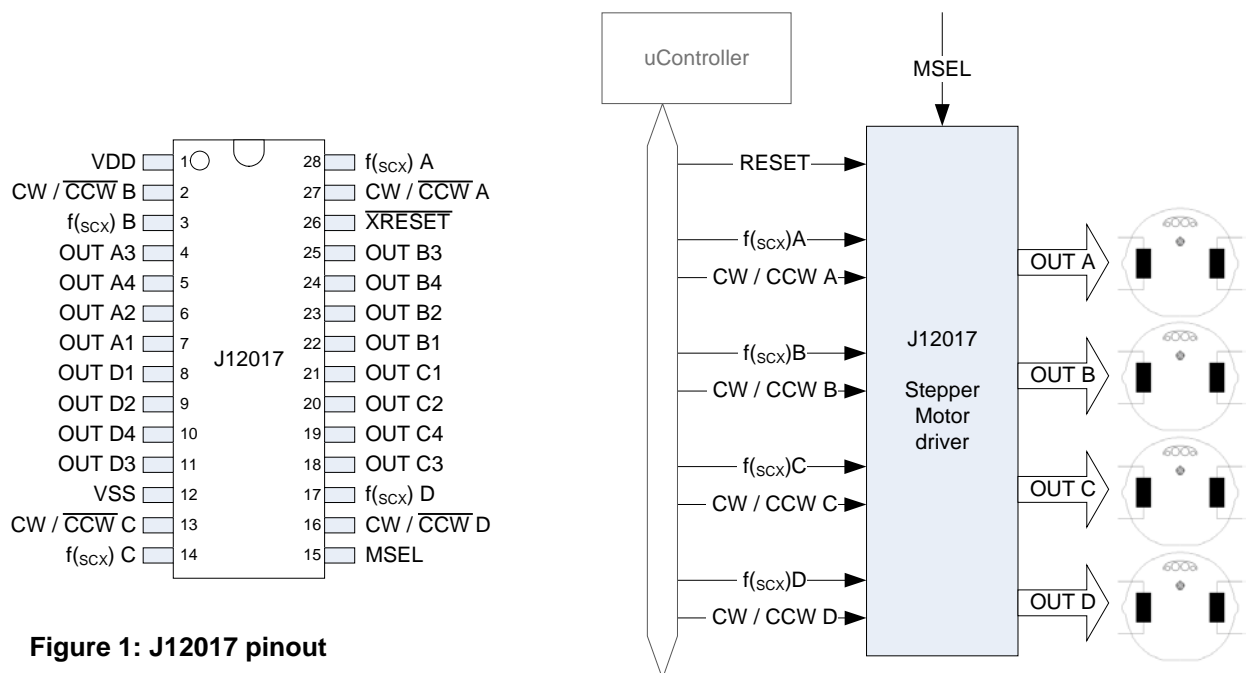 VDD 1 28 f(SCX) A
CW / CCW B 2 27 CW / CCW A
f(SCX) B 3 26 XRESET
OUT A3 4 25 OUT B3
OUT A4 5 24 OUT B4
OUT A2 6 23 OUT B2
OUT A1 7 22 OUT B1
J12017
OUT D1 8 21 OUT C1
OUT D2 9 20 OUT C2
OUT D4 10 19 OUT C4
OUT D3 11 18 OUT C3
VSS 12 17 f(SCX) D
CW / CCW C 13 16 CW / CCW D
f(SCX) C 14 15 MSEL
Figure 1: J12017 pinout
uController
MSEL
RESET
f(SCX)A
CW / CCW A
f(SCX)B
CW / CCW B
f(SCX)C
CW / CCW C
f(SCX)D
CW / CCW D
J12017
Stepper
Motor
driver
OUT A
OUT B
OUT C
OUT D